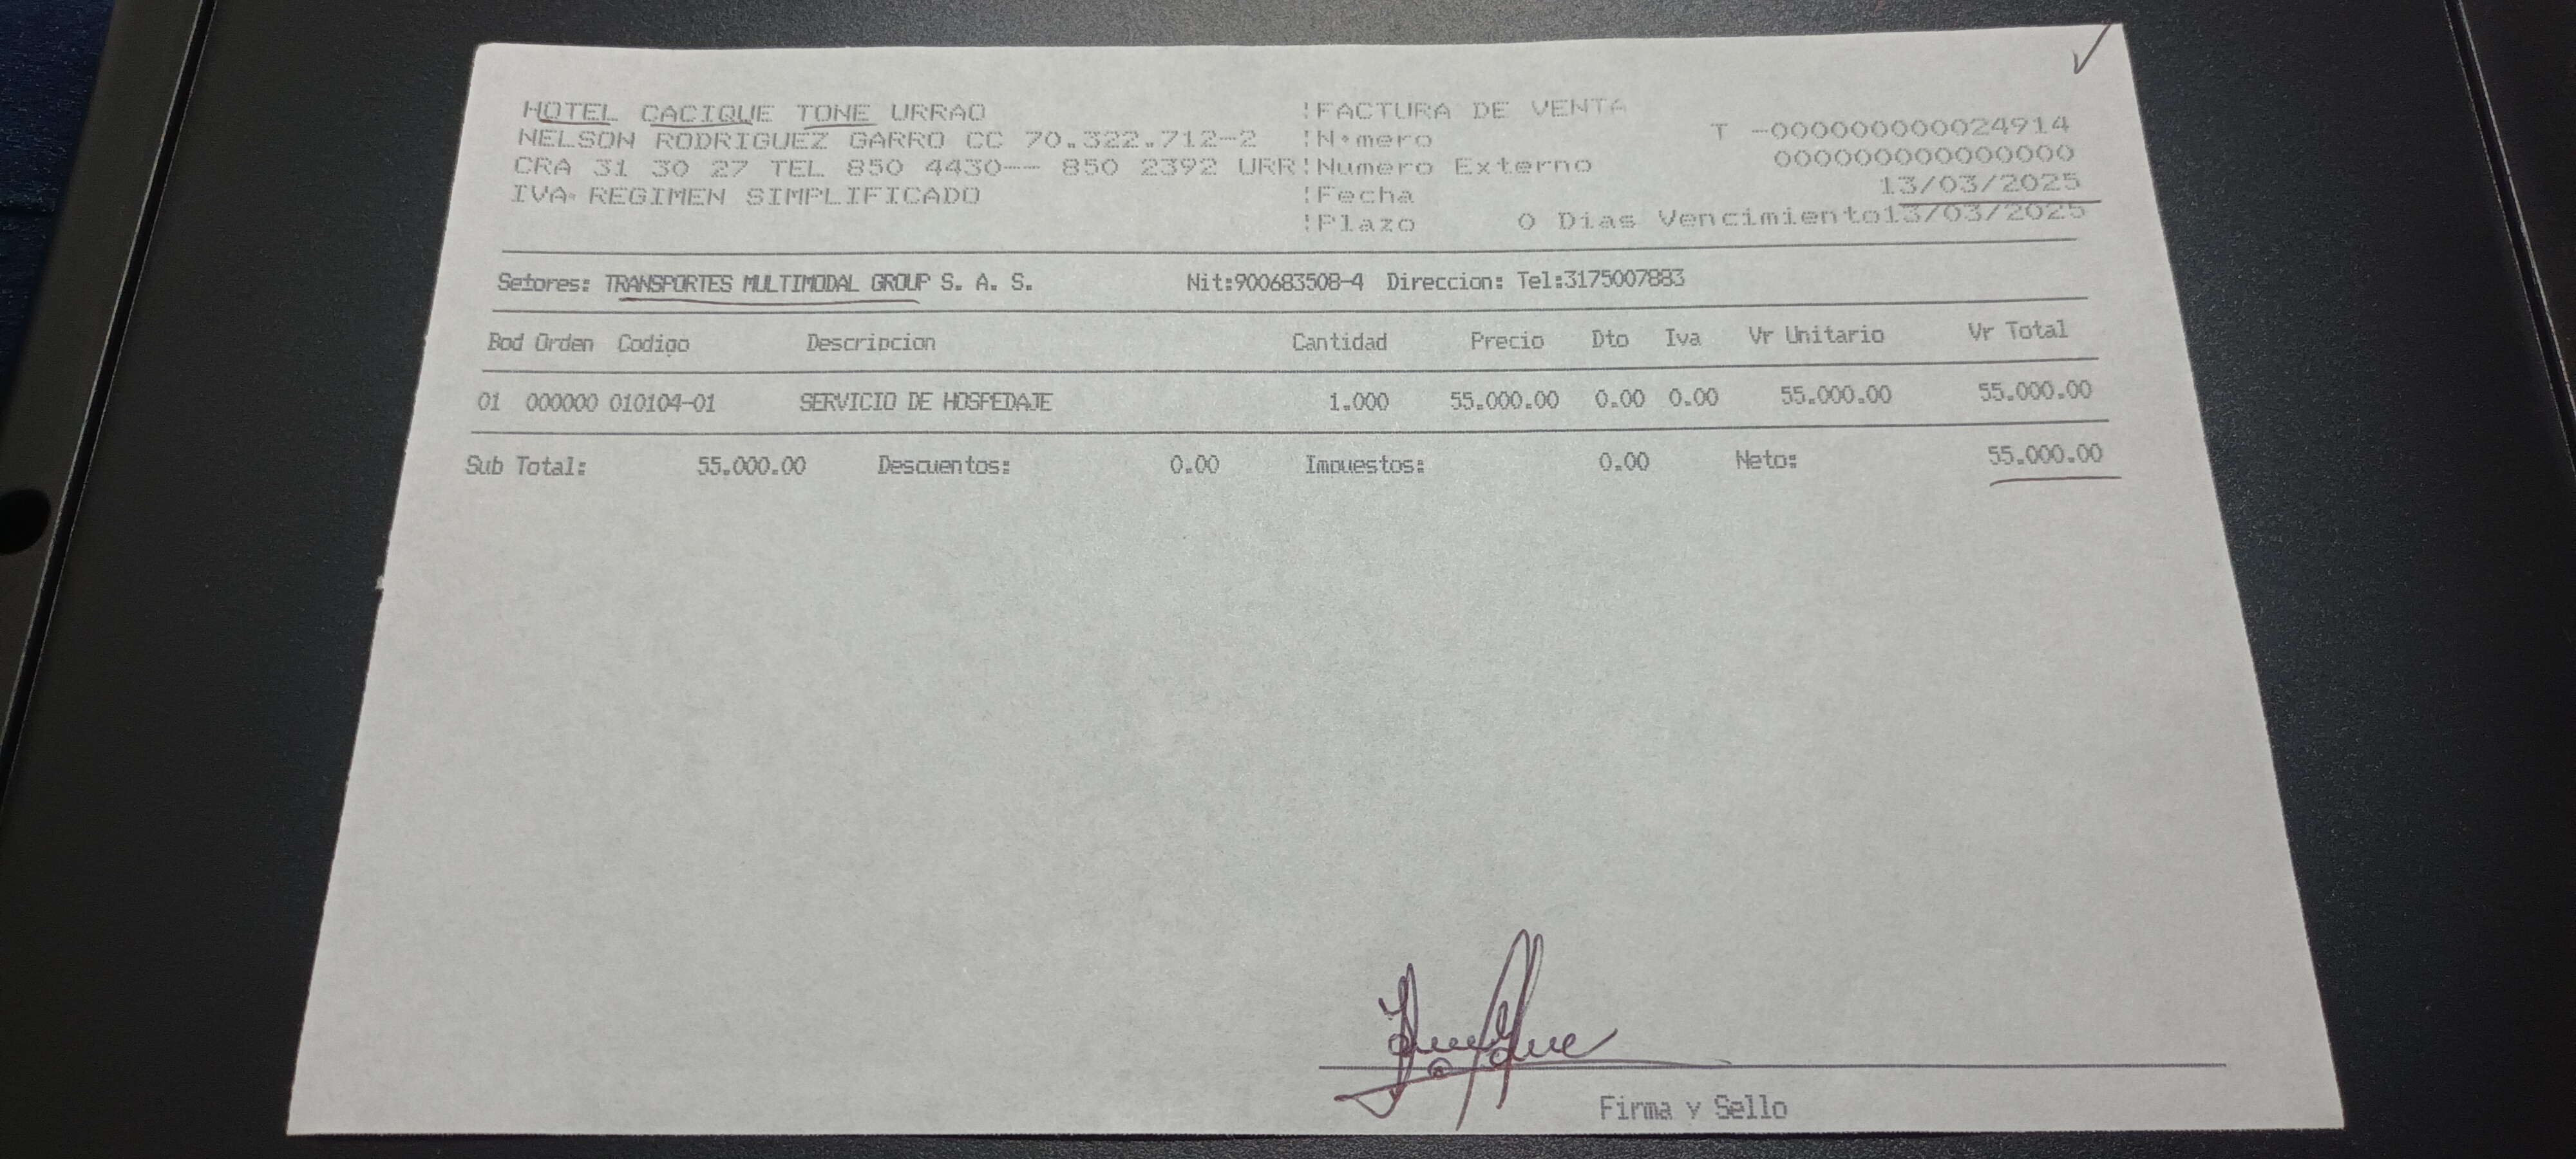 HOTEL CACIQUE TONE URRAO
NELSON RODRIGUEZ GARRO CC 70.322.712-2
CRA 31 30 27 TEL 850 4430-- 850 2392 URR
IVA REGIMEN SIMPLIFICADO
!FACTURA DE VENTA
!N·mero T -000000000024914
!Numero Externo 000000000000000
!Fecha 13/03/2025
!Plazo 0 Dias Vencimiento13/03/2025
Se±ores: TRANSPORTES MULTIMODAL GROUP S. A. S. Nit:900683508-4 Direccion: Tel:3175007883
Bod Orden Codigo Descripcion Cantidad Precio Dto Iva Vr Unitario Vr Total
01 000000 010104-01 SERVICIO DE HOSPEDAJE 1.000 55.000.00 0.00 0.00 55.000.00 55.000.00
Sub Total: 55.000.00 Descuentos: 0.00 Impuestos: 0.00 Neto: 55.000.00
Firma y Sello